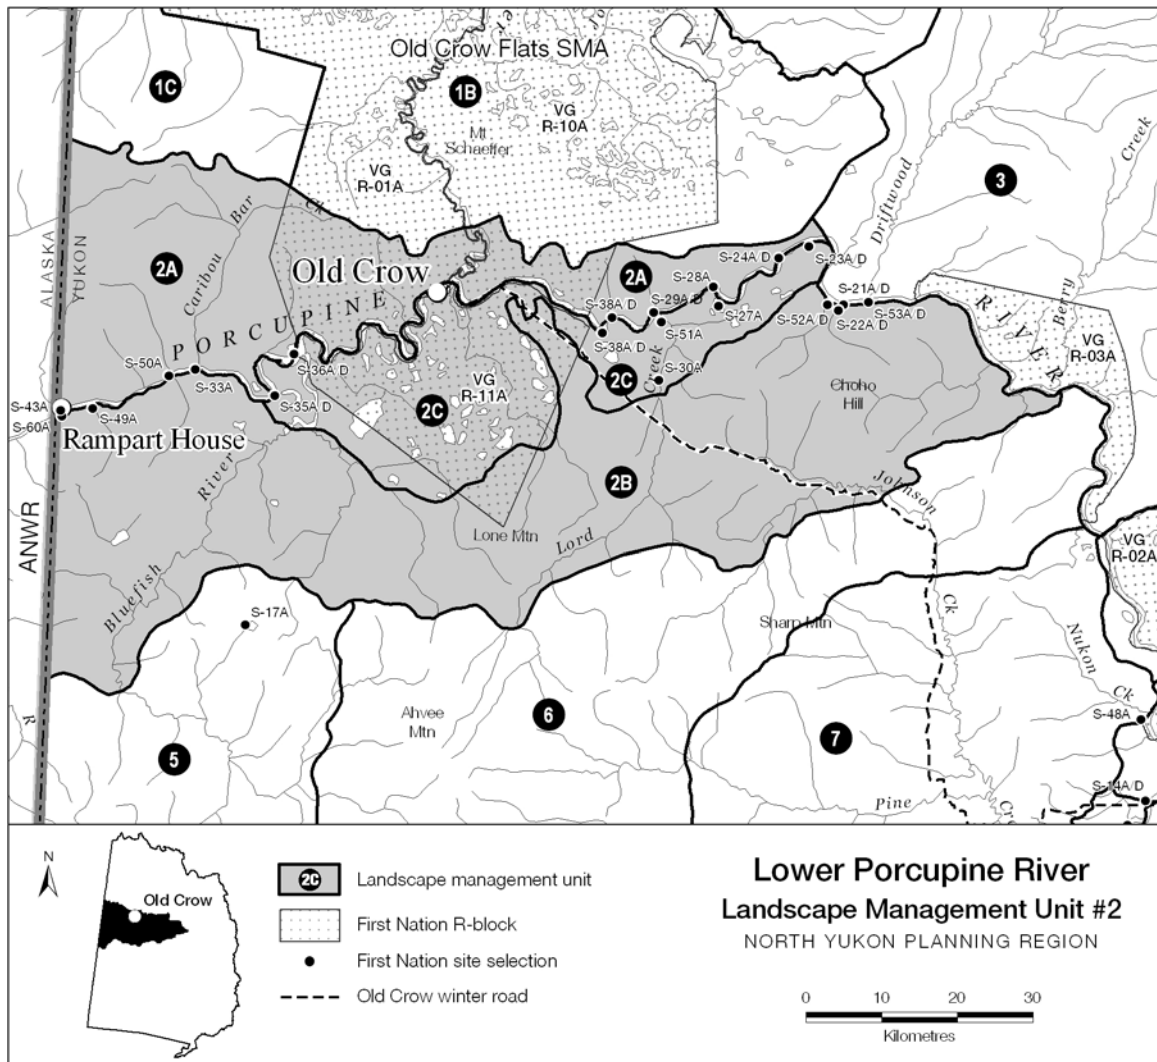 Old Crow Flats SMA
1C
1B
VG
R-10A
Mt
Schaeffer
VG
R-01A
Driftwood
Creek
3
Bar
Ck
2A
ALASKA
YUKON
Caribou
Old Crow
2A
S-24A/D
S-23A/D
S-28A
S-29A/D
S-38A/D
S-27A
S-21A/D
S-53A/D
S-52A/D
S-22A/D
RIVER
Berry
PORCUPINE
S-38A/D
S-51A
S-50A
S-36A/D
S-33A
S-30A
Creek
VG
R-03A
2C
VG
R-11A
2C
Choho
Hill
S-43A
S-49A
S-35A/D
S-60A
Rampart House
River
2B
Johnson
Lone Mtn
Lord
ANWR
VG
R-02A
Bluefish
S-17A
Sharp Mtn
Ck
Nukon
Ck
R
Ahvee
Mtn
6
7
S-48A
5
S-14A/D
Pine
Cre
N
Old Crow
2C
Landscape management unit
First Nation R-block
First Nation site selection
Old Crow winter road
Lower Porcupine River
Landscape Management Unit #2
NORTH YUKON PLANNING REGION
0 10 20 30
Kilometres